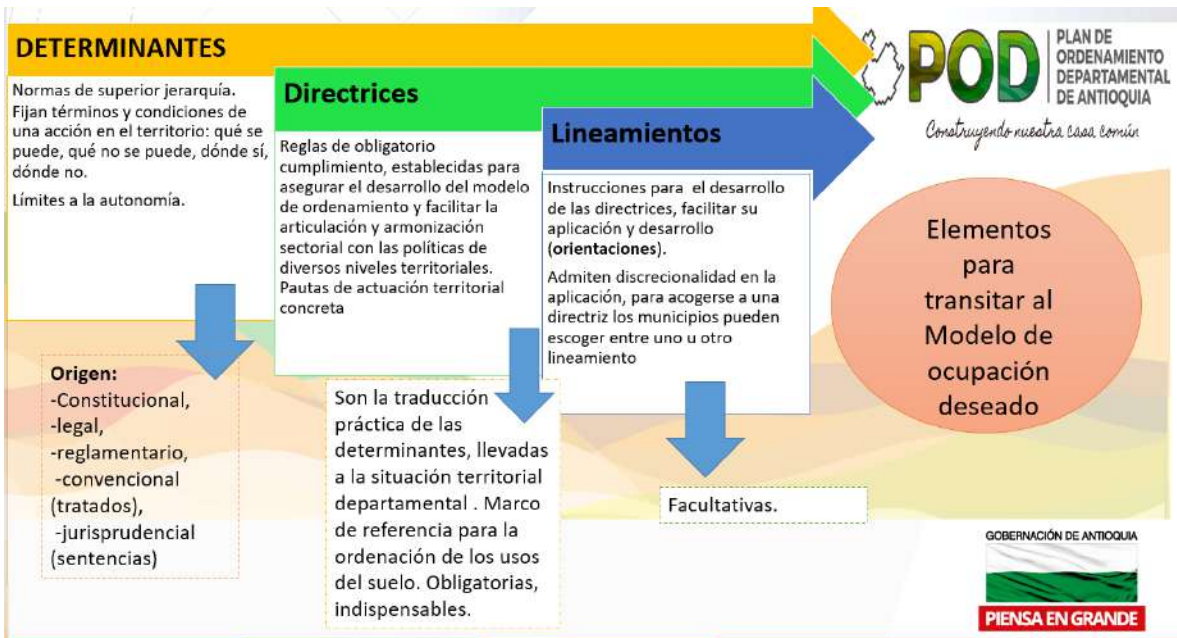 DETERMINANTES
Normas de superior jerarquía.
Fijan términos y condiciones de
una acción en el territorio: qué se
puede, qué no se puede, dónde sí,
dónde no.
Límites a la autonomía.
Origen:
-Constitucional,
-legal,
-reglamentario,
-convencional
(tratados),
-jurisprudencial
(sentencias)
Directrices
Reglas de obligatorio
cumplimiento, establecidas para
asegurar el desarrollo del modelo
de ordenamiento y facilitar la
articulación y armonización
sectorial con las políticas de
diversos niveles territoriales.
Pautas de actuación territorial
concreta
Son la traducción
práctica de las
determinantes, llevadas
a la situación territorial
departamental . Marco
de referencia para la
ordenación de los usos
del suelo. Obligatorias,
indispensables.
Lineamientos
Instrucciones para el desarrollo
de las directrices, facilitar su
aplicación y desarrollo
(orientaciones).
Admiten discrecionalidad en la
aplicación, para acogerse a una
directriz los municipios pueden
escoger entre uno u otro
lineamiento
Facultativas.
POD
PLAN DE
ORDENAMIENTO
DEPARTAMENTAL
DE ANTIOQUIA
Construyendo nuestra casa común
Elementos
para
transitar al
Modelo de
ocupación
deseado
GOBERNACIÓN DE ANTIOQUIA
PIENSA EN GRANDE